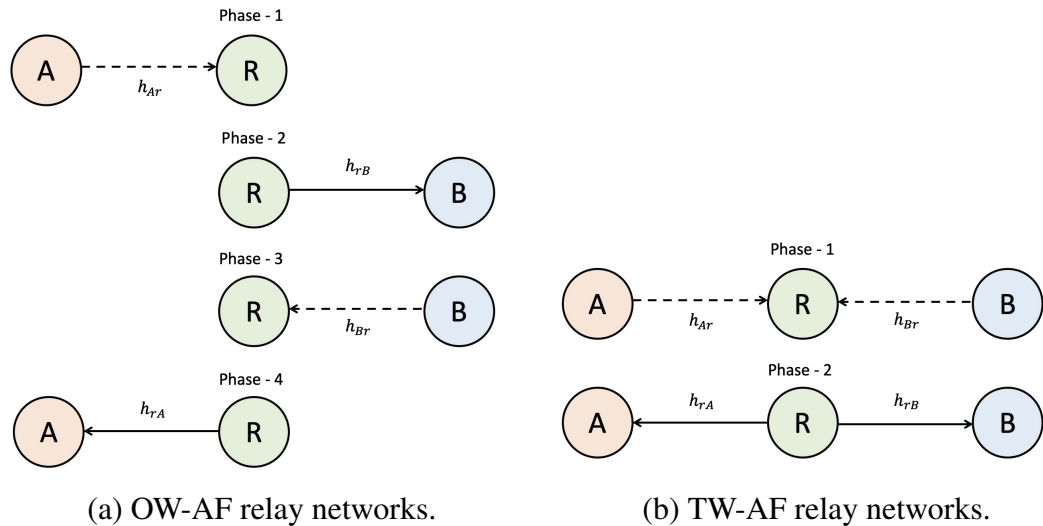 Phase - 1
A
R
h_{Ar}
Phase - 2
R
B
h_{rB}
Phase - 3
R
B
h_{Br}
Phase - 4
A
R
h_{rA}
(a) OW-AF relay networks.
Phase - 1
A
R
B
h_{Ar}
h_{Br}
Phase - 2
A
R
B
h_{rA}
h_{rB}
(b) TW-AF relay networks.